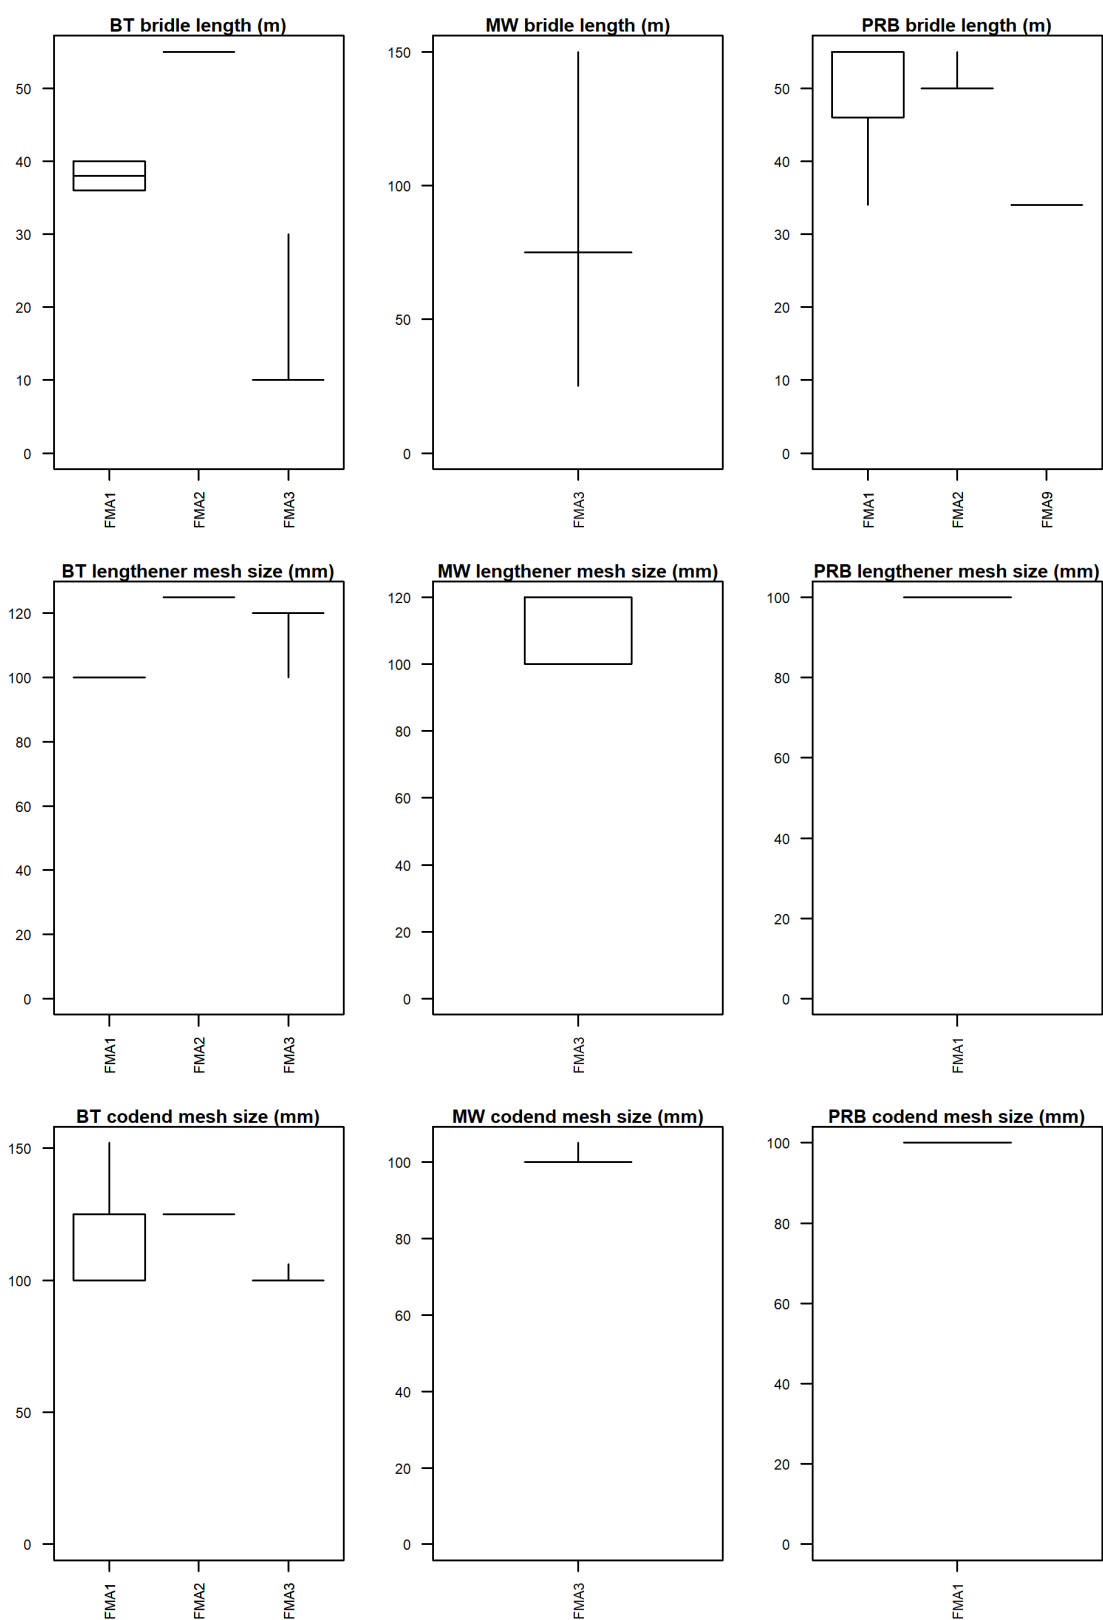 BT bridle length (m)
50
40
30
20
10
0
FMA1
FMA2
FMA3
MW bridle length (m)
150
100
50
0
FMA3
PRB bridle length (m)
50
40
30
20
10
0
FMA1
FMA2
FMA9
BT lengthener mesh size (mm)
120
100
80
60
40
20
0
FMA1
FMA2
FMA3
MW lengthener mesh size (mm)
120
100
80
60
40
20
0
FMA3
PRB lengthener mesh size (mm)
100
80
60
40
20
0
FMA1
BT codend mesh size (mm)
150
100
50
0
FMA1
FMA2
FMA3
MW codend mesh size (mm)
100
80
60
40
20
0
FMA3
PRB codend mesh size (mm)
100
80
60
40
20
0
FMA1